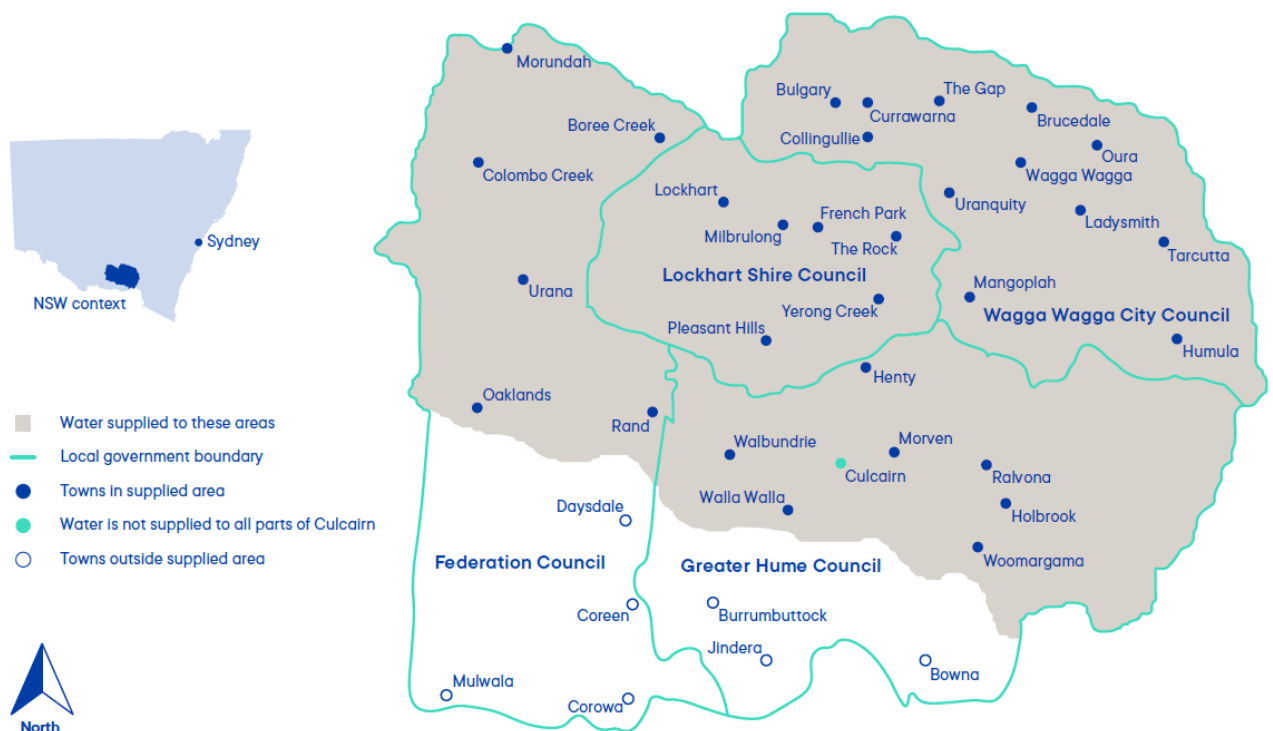 Morundah
Boree Creek
Colombo Creek
Urana
Oaklands
Rand
Bulgary
The Gap
Currawarna
Collingullie
Brucedale
Oura
Wagga Wagga
Uranquity
Ladysmith
Tarcutta
Mangoplah
Wagga Wagga City Council
Humula
Lockhart
French Park
Milbrulong
The Rock
Lockhart Shire Council
Yerong Creek
Pleasant Hills
Henty
Walbundrie
Morven
Culcairn
Ralvona
Walla Walla
Holbrook
Woomargama
Daysdale
Federation Council
Greater Hume Council
Coreen
Burrumbuttock
Jindera
Bowna
Mulwala
Corowa
Sydney
NSW context
Water supplied to these areas
Local government boundary
Towns in supplied area
Water is not supplied to all parts of Culcairn
Towns outside supplied area
North